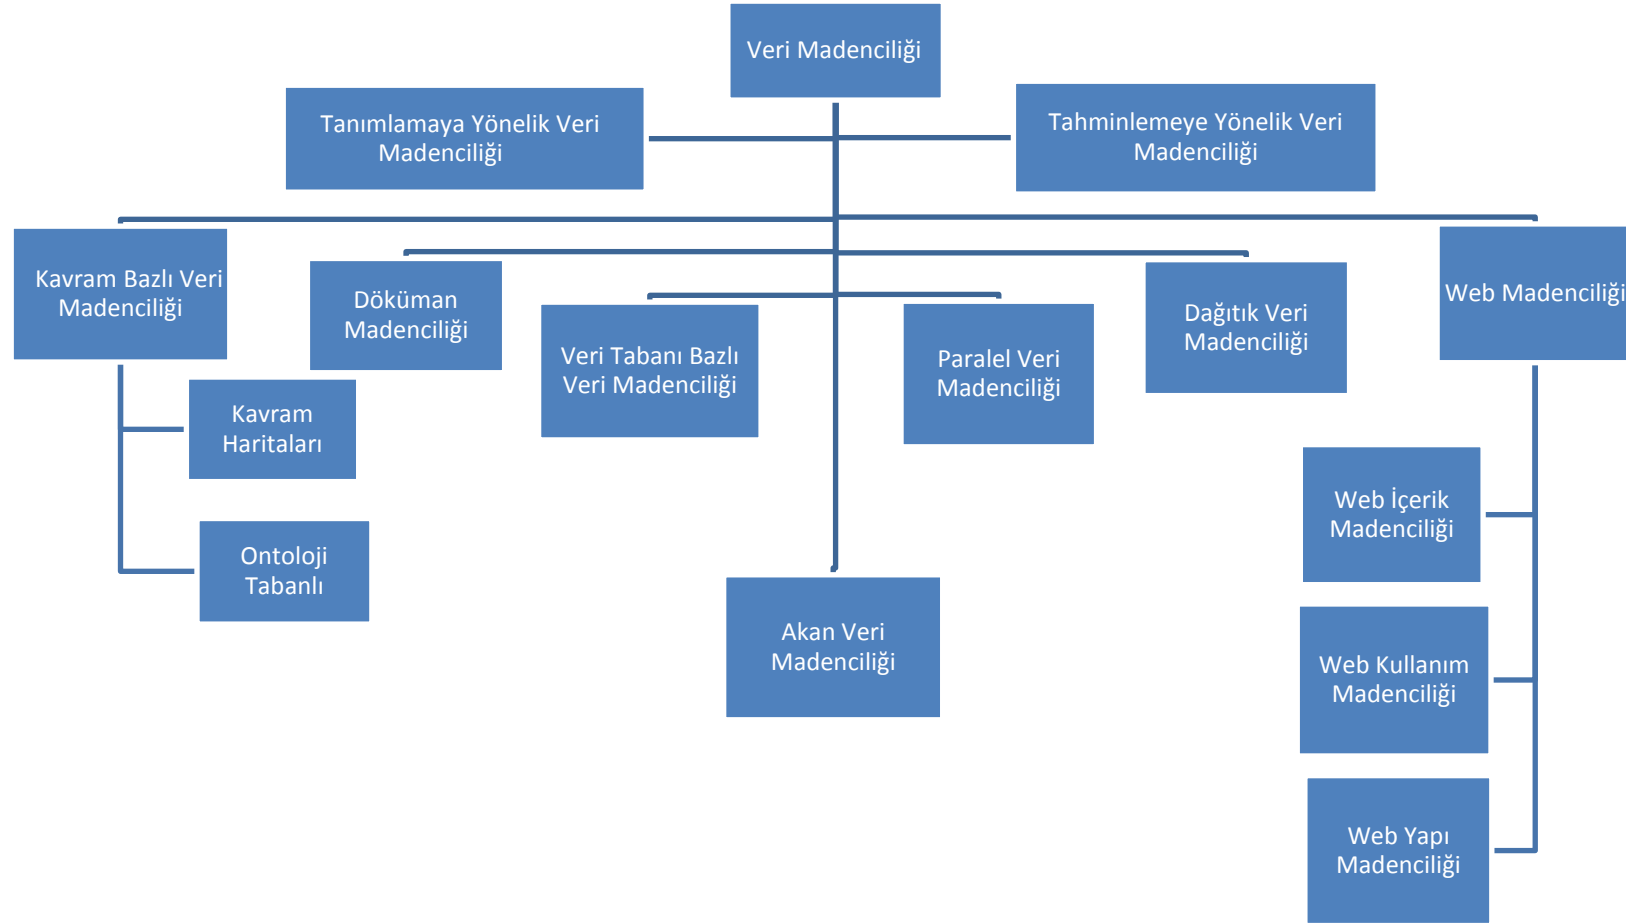 Veri Madenciliği
Tanımlamaya Yönelik Veri
Madenciliği
Tahminlemeye Yönelik Veri
Madenciliği
Kavram Bazlı Veri
Madenciliği
Döküman
Madenciliği
Veri Tabanı Bazlı
Veri Madenciliği
Paralel Veri
Madenciliği
Dağıtık Veri
Madenciliği
Web Madenciliği
Kavram
Haritaları
Ontoloji
Tabanlı
Akan Veri
Madenciliği
Web İçerik
Madenciliği
Web Kullanım
Madenciliği
Web Yapı
Madenciliği